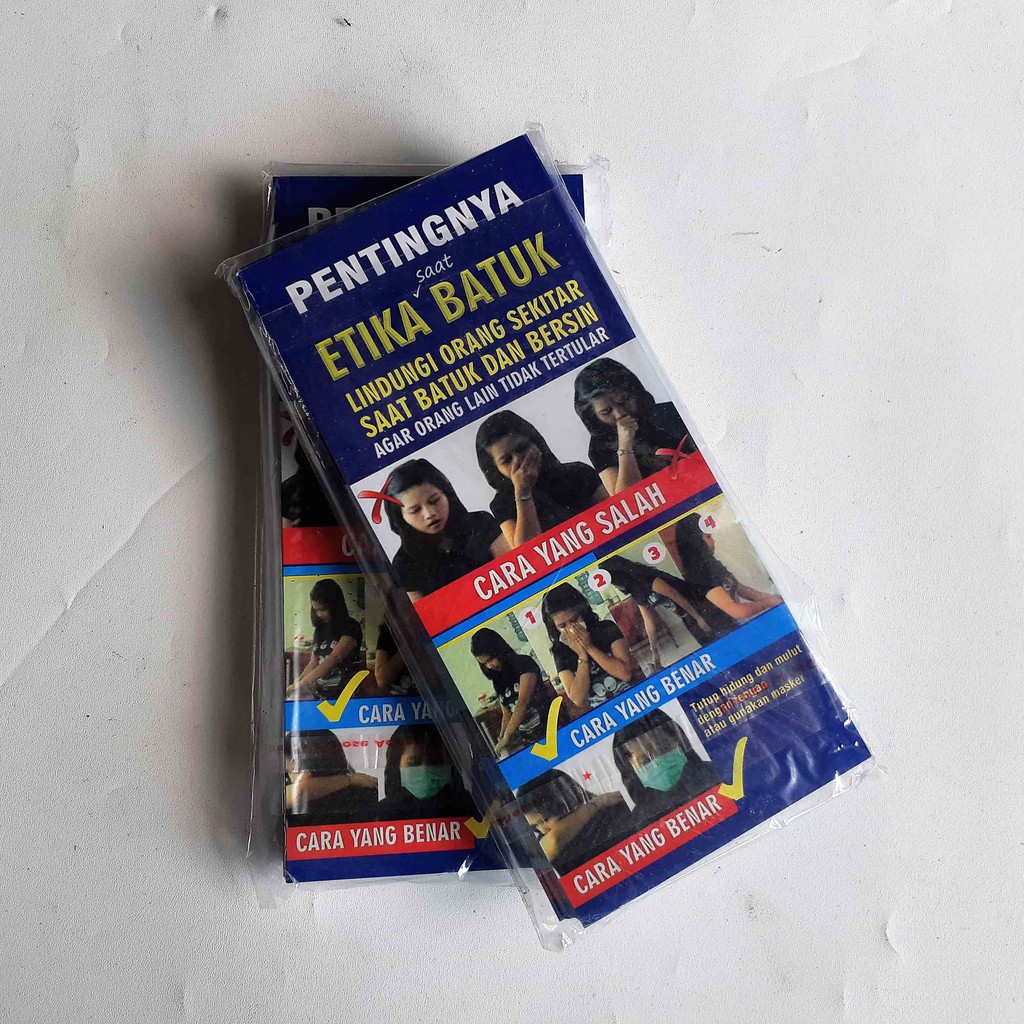 PENTINGNYA
saat
ETIKA BATUK
LINDUNGI ORANG SEKITAR
SAAT BATUK DAN BERSIN
AGAR ORANG LAIN TIDAK TERTULAR
CARA YANG SALAH
1 2 3 4
CARA YANG BENAR
Tutup hidung dan mulut
dengan lengan
atau gunakan masker
CARA YANG BENAR
CARA YANG
CARA YANG BENAR